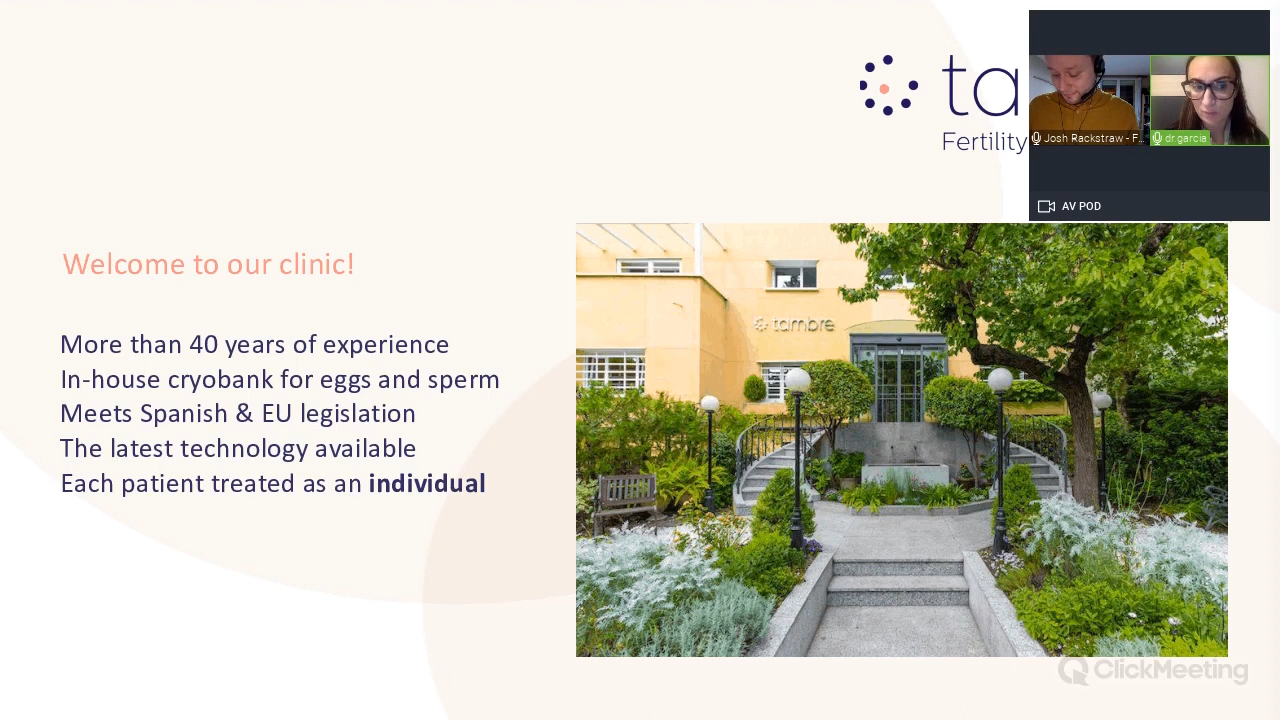 ta
Fertility
Josh Rackstraw - F...
dr.garcia
AV POD
Welcome to our clinic!
More than 40 years of experience
In-house cryobank for eggs and sperm
Meets Spanish & EU legislation
The latest technology available
Each patient treated as an individual
tambre
ClickMeeting